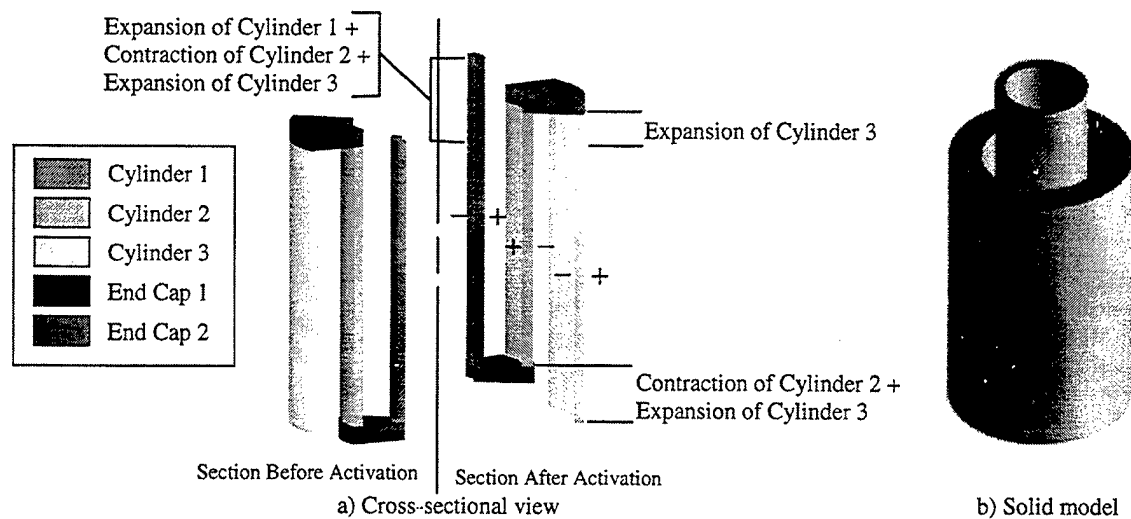 Expansion of Cylinder 1 +
Contraction of Cylinder 2 +
Expansion of Cylinder 3
Cylinder 1
Cylinder 2
Cylinder 3
End Cap 1
End Cap 2
Expansion of Cylinder 3
− +
+ −
− +
Contraction of Cylinder 2 +
Expansion of Cylinder 3
Section Before Activation
Section After Activation
a) Cross-sectional view
b) Solid model